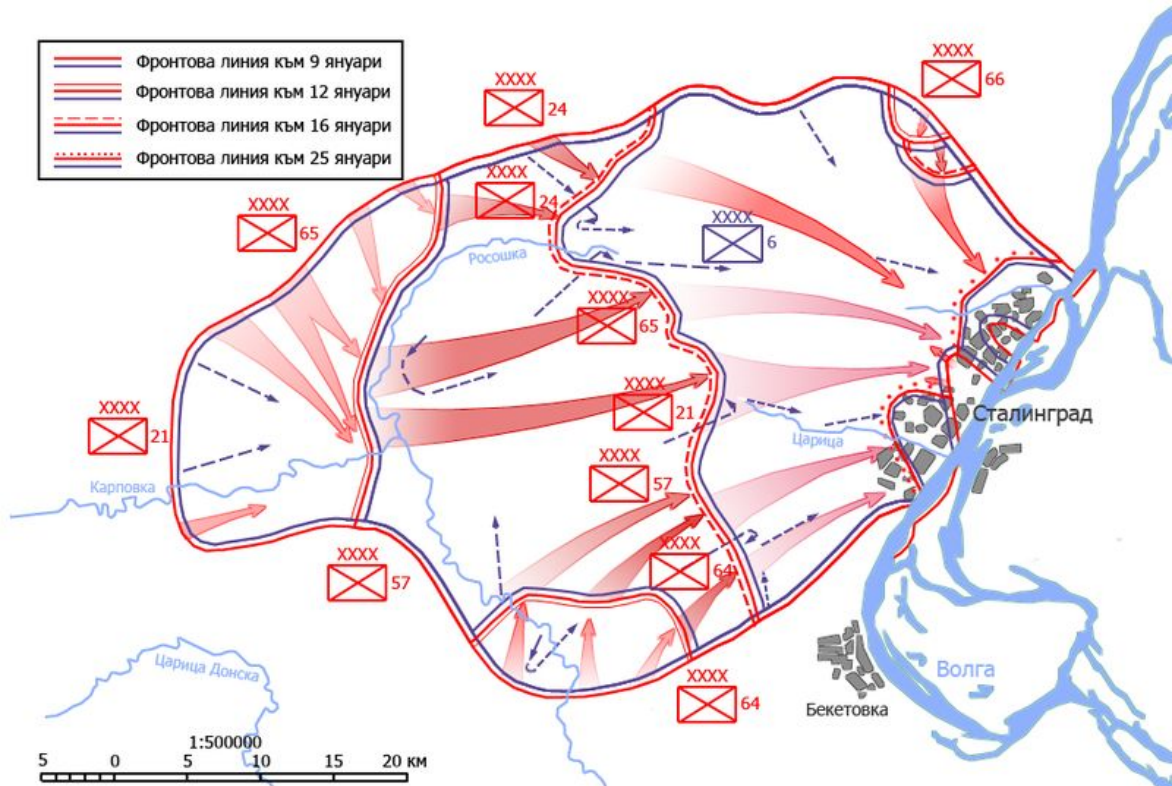 Фронтова линия към 9 януари
Фронтова линия към 12 януари
Фронтова линия към 16 януари
Фронтова линия към 25 януари
XXXX
24
XXXX
66
XXXX
24
XXXX
65
XXXX
6
Росошка
XXXX
65
XXXX
21
XXXX
21
Сталинград
Царица
Карповка
XXXX
57
XXXX
57
XXXX
64
XXXX
64
Царица Донска
Волга
Бекетовка
1:500000
5 0 5 10 15 20 км